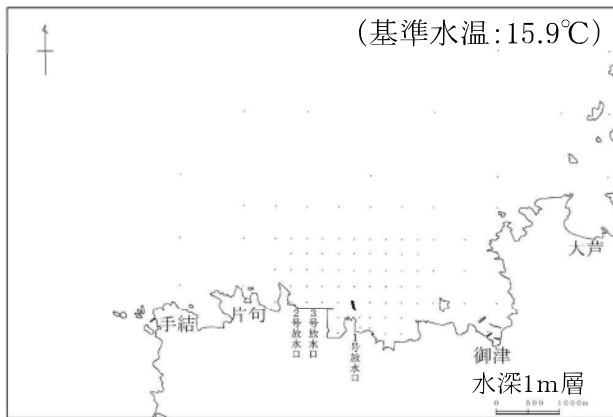 (基準水温:15.9℃)
大芦
手結
片句
2号放水口
3号放水口
1号放水口
御津
水深1m層
0 500 1000m